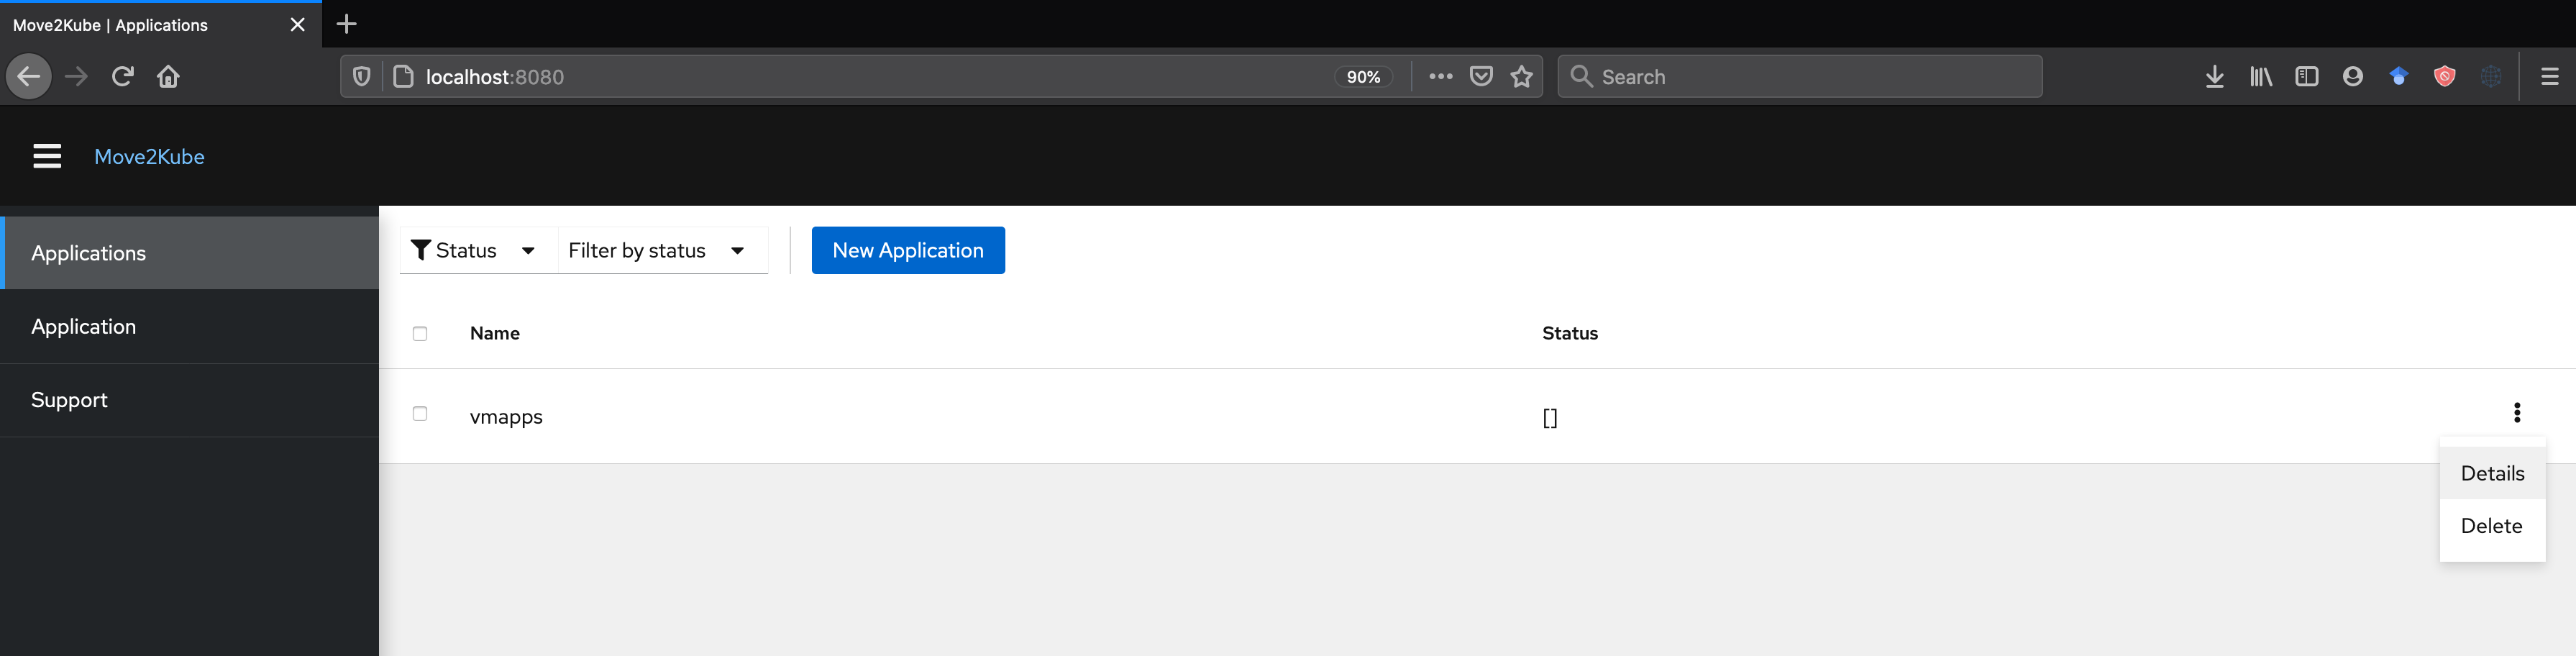 Move2Kube | Applications
localhost:8080
90%
Search
Move2Kube
Applications
Application
Support
Status
Filter by status
New Application
Name
Status
vmapps
[]
Details
Delete